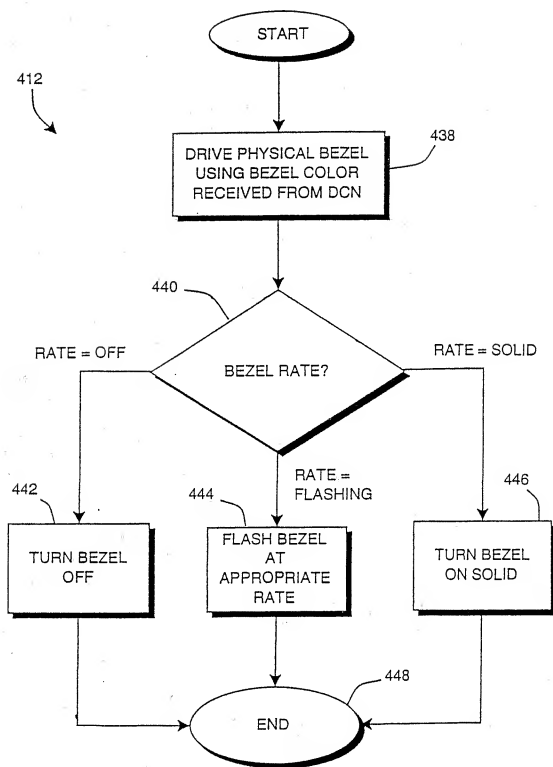 START
412
DRIVE PHYSICAL BEZEL
USING BEZEL COLOR
RECEIVED FROM DCN
438
440
BEZEL RATE?
RATE = OFF
RATE = SOLID
RATE =
FLASHING
442
TURN BEZEL
OFF
444
FLASH BEZEL
AT
APPROPRIATE
RATE
446
TURN BEZEL
ON SOLID
448
END